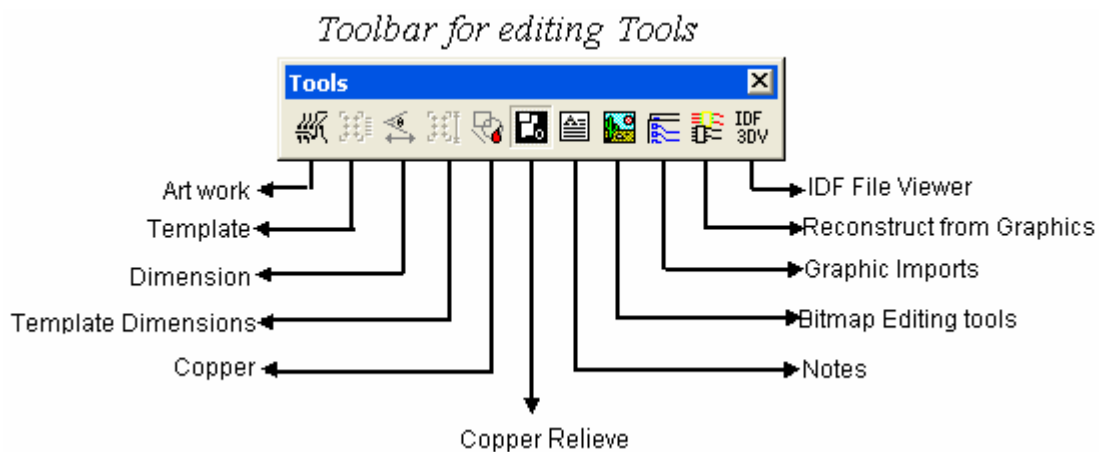 Toolbar for editing Tools
Tools
IDF
3DV
Art work
IDF File Viewer
Template
Reconstruct from Graphics
Dimension
Graphic Imports
Template Dimensions
Bitmap Editing tools
Copper
Notes
Copper Relieve